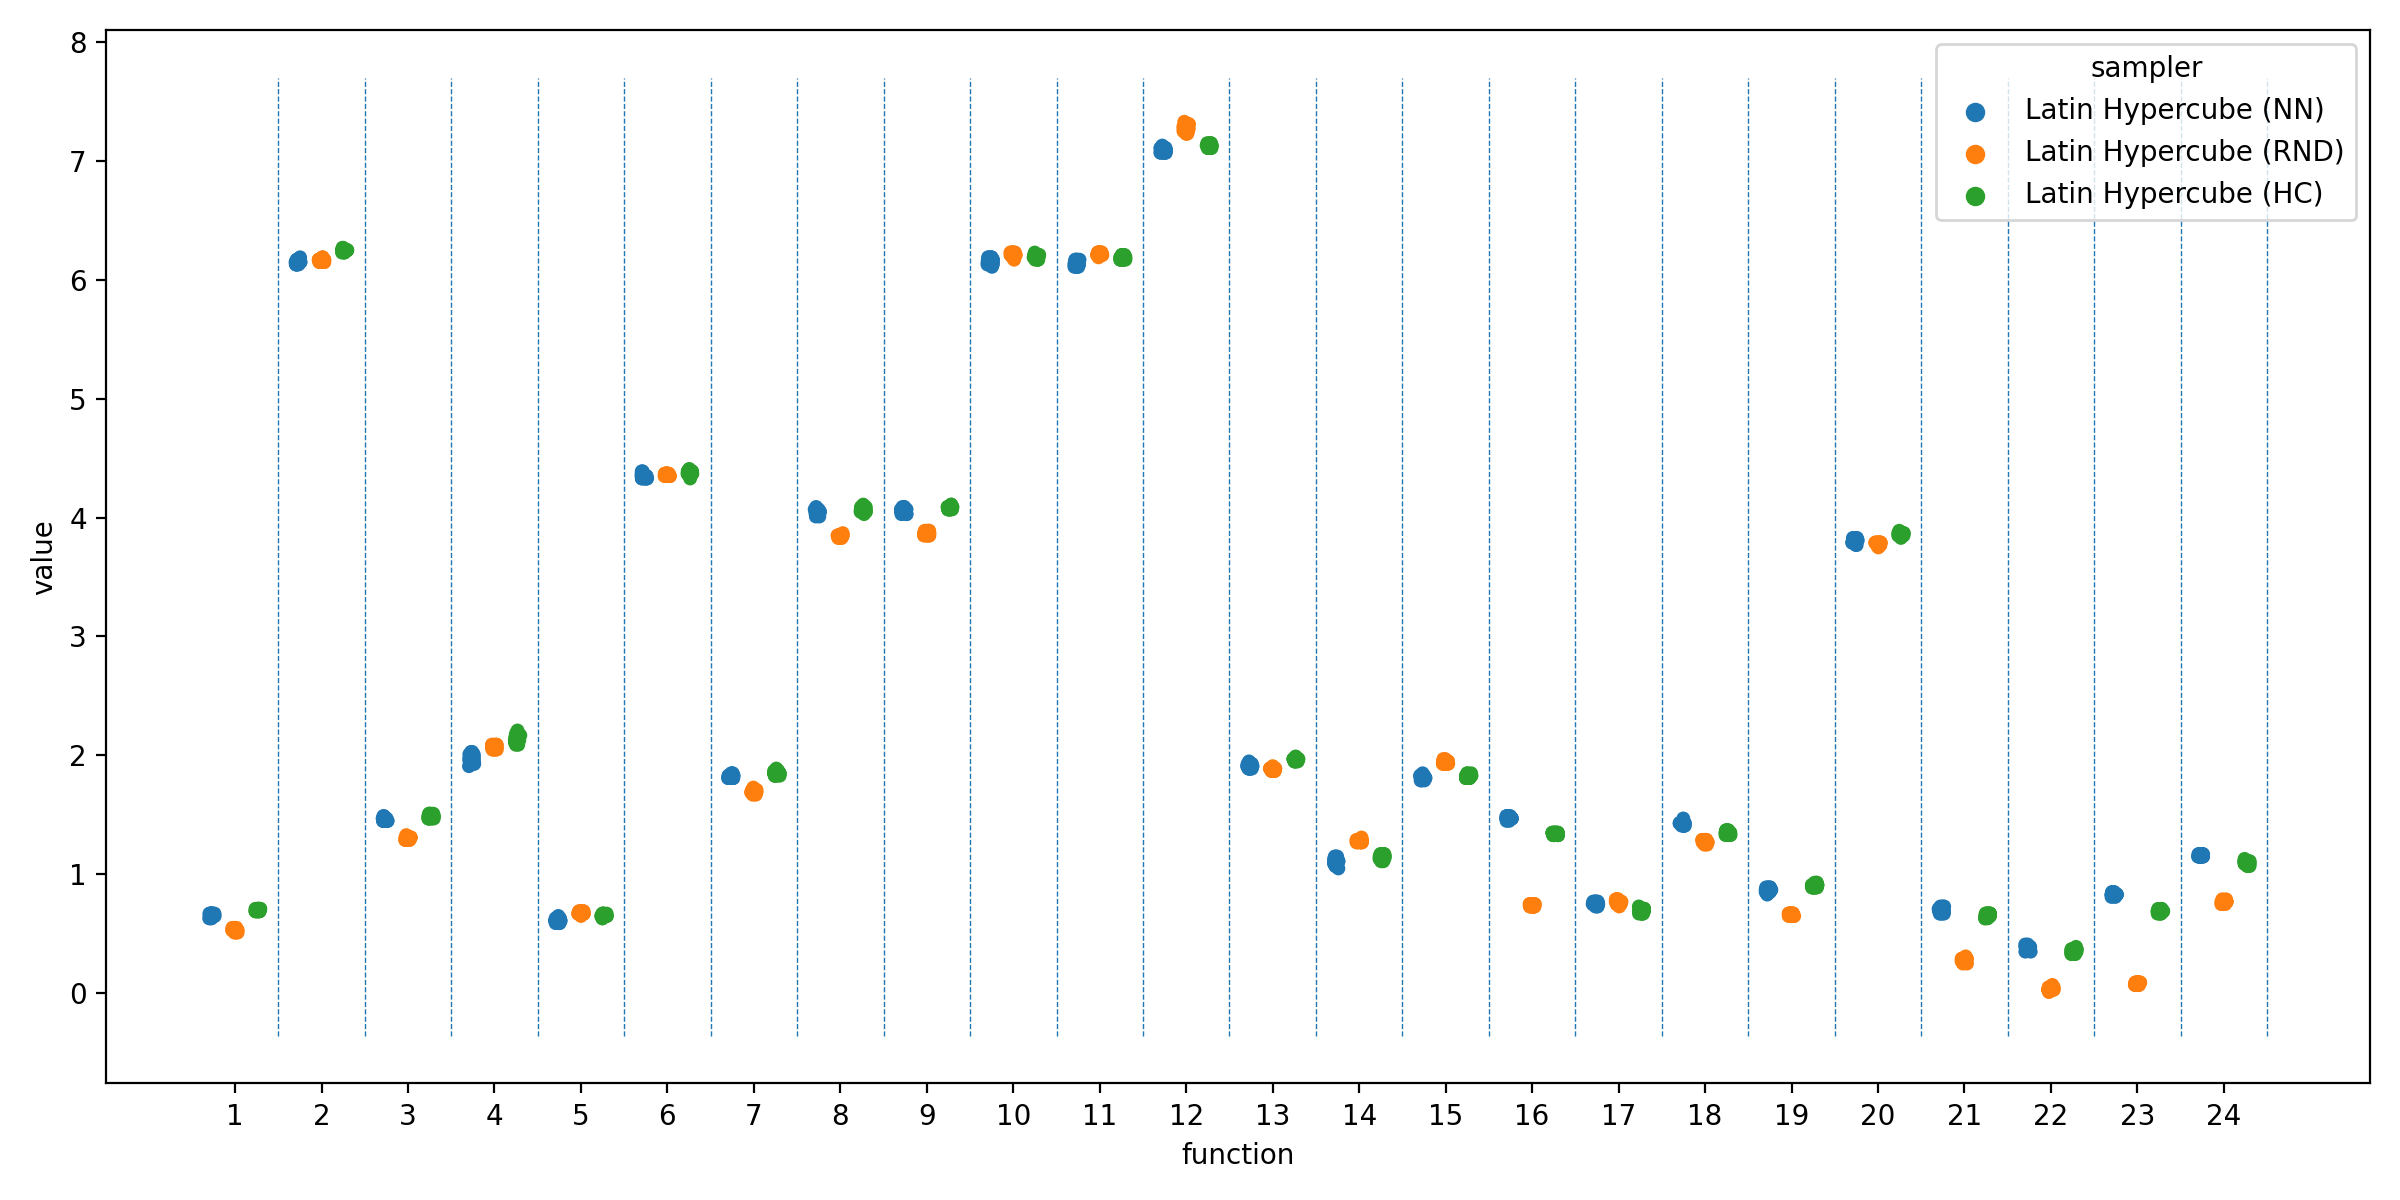 sampler
Latin Hypercube (NN)
Latin Hypercube (RND)
Latin Hypercube (HC)
value
8
7
6
5
4
3
2
1
0
1 2 3 4 5 6 7 8 9 10 11 12 13 14 15 16 17 18 19 20 21 22 23 24
function